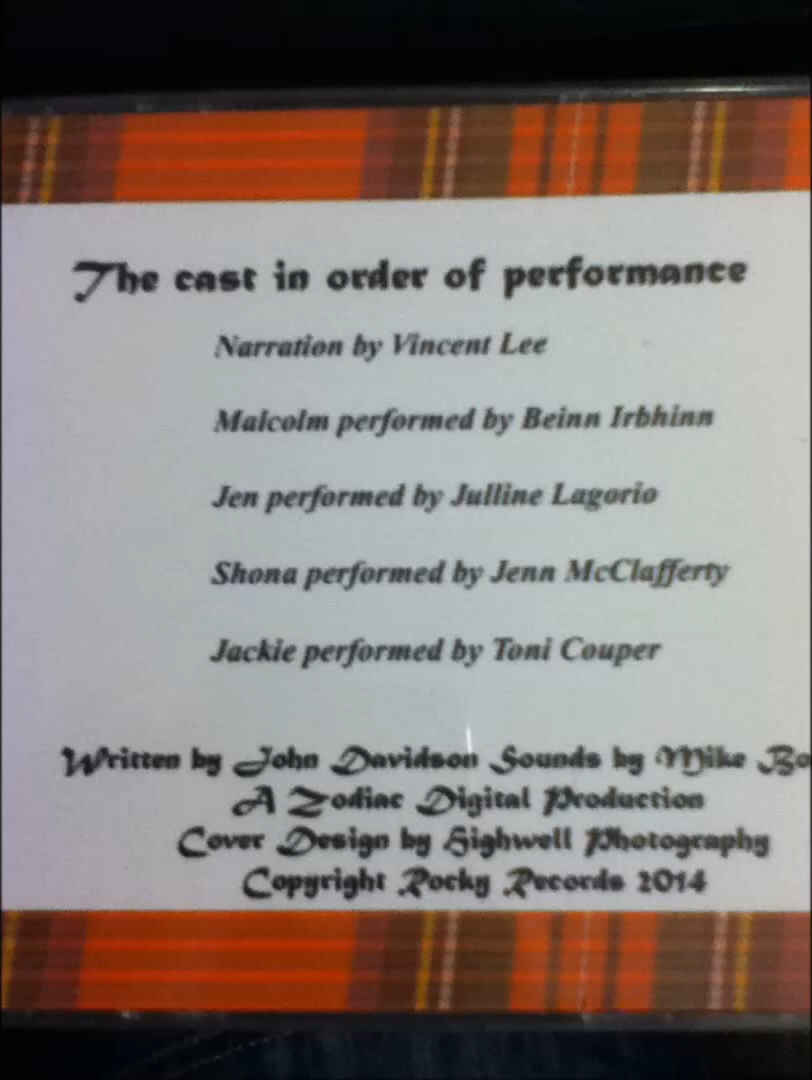 The cast in order of performance
Narration by Vincent Lee
Malcolm performed by Beinn Irbhinn
Jen performed by Julline Lagorio
Shona performed by Jenn McClafferty
Jackie performed by Toni Couper
Written by John Davidson Sounds by Mike
A Zodiac Digital Production
Cover Design by Highwell Photography
Copyright Rocky Records 2014